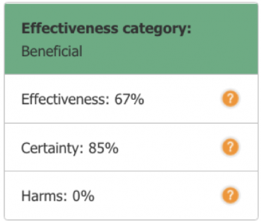 Effectiveness category:
Beneficial
Effectiveness: 67%
?
Certainty: 85%
?
Harms: 0%
?